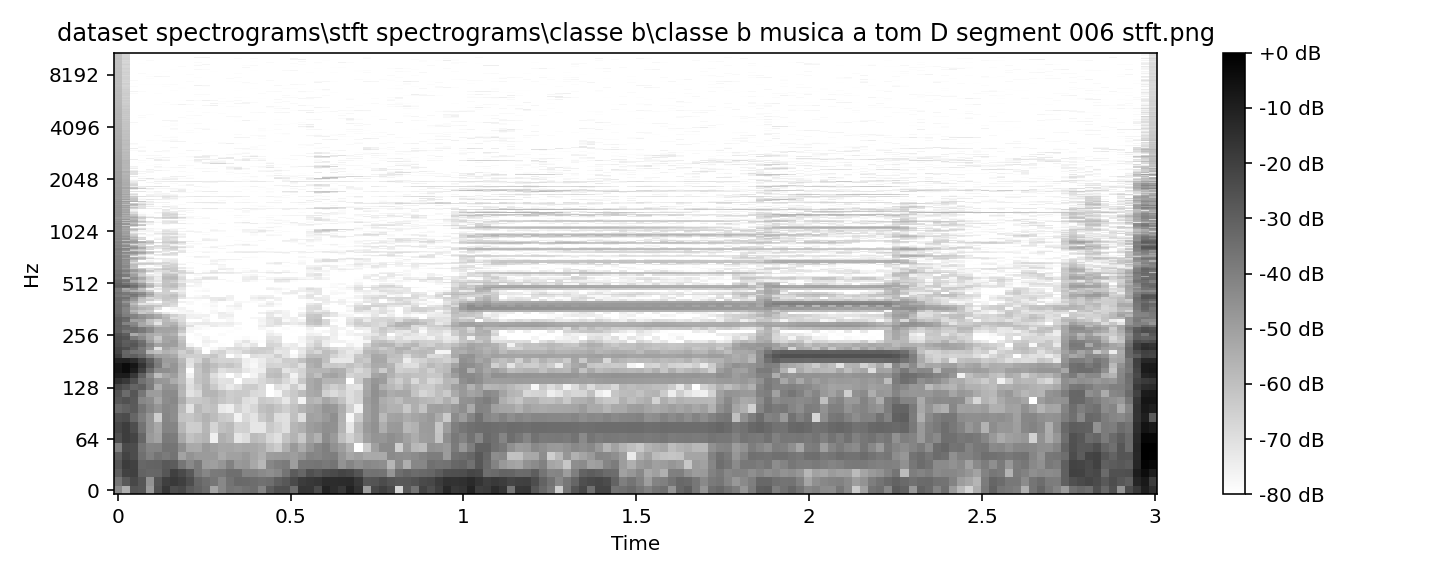 dataset spectrograms\stft spectrograms\classe b\classe b musica a tom D segment 006 stft.png
8192
4096
2048
1024
512
256
128
64
0
Hz
0
0.5
1
1.5
2
2.5
3
Time
+0 dB
-10 dB
-20 dB
-30 dB
-40 dB
-50 dB
-60 dB
-70 dB
-80 dB